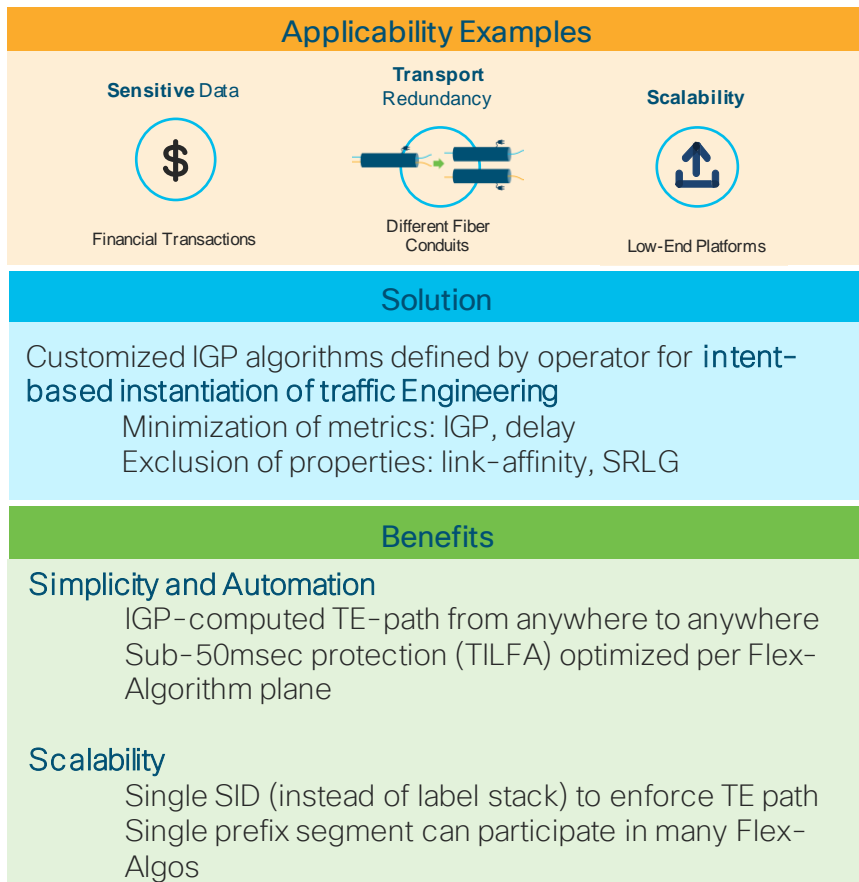 Applicability Examples
Sensitive Data
Transport
Redundancy
Scalability
$
Financial Transactions
Different Fiber
Conduits
Low-End Platforms
Solution
Customized IGP algorithms defined by operator for intent-
based instantiation of traffic Engineering
Minimization of metrics: IGP, delay
Exclusion of properties: link-affinity, SRLG
Benefits
Simplicity and Automation
IGP-computed TE-path from anywhere to anywhere
Sub-50msec protection (TILFA) optimized per Flex-
Algorithm plane
Scalability
Single SID (instead of label stack) to enforce TE path
Single prefix segment can participate in many Flex-
Algos